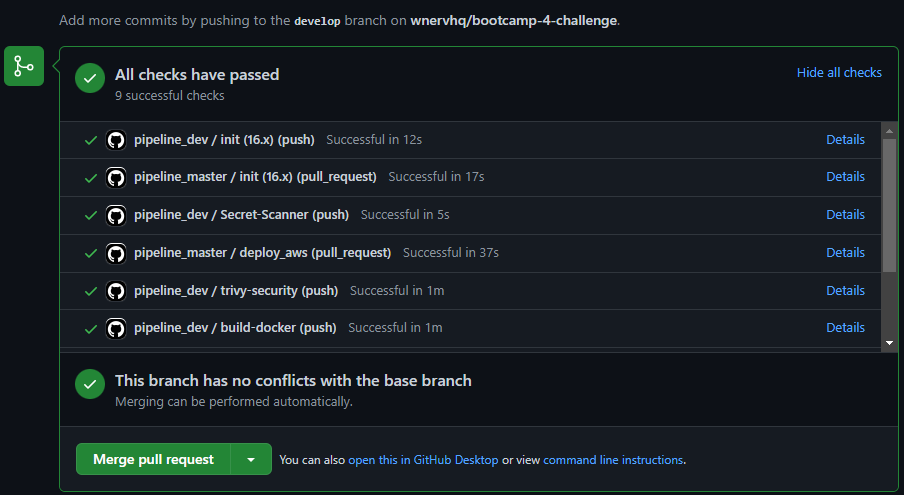 Add more commits by pushing to the develop branch on wnervhq/bootcamp-4-challenge.
All checks have passed
Hide all checks
9 successful checks
pipeline_dev / init (16.x) (push) Successful in 12s Details
pipeline_master / init (16.x) (pull_request) Successful in 17s Details
pipeline_dev / Secret-Scanner (push) Successful in 5s Details
pipeline_master / deploy_aws (pull_request) Successful in 37s Details
pipeline_dev / trivy-security (push) Successful in 1m Details
pipeline_dev / build-docker (push) Successful in 1m Details
This branch has no conflicts with the base branch
Merging can be performed automatically.
Merge pull request You can also open this in GitHub Desktop or view command line instructions.